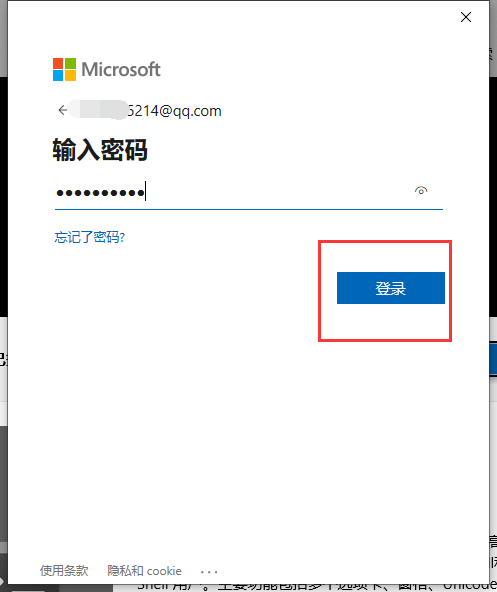 Microsoft
5214@qq.com
输入密码
忘记了密码?
登录
使用条款 隐私和 cookie ...
Shell 用户。主要功能包括多个选项卡、窗格、Unicode